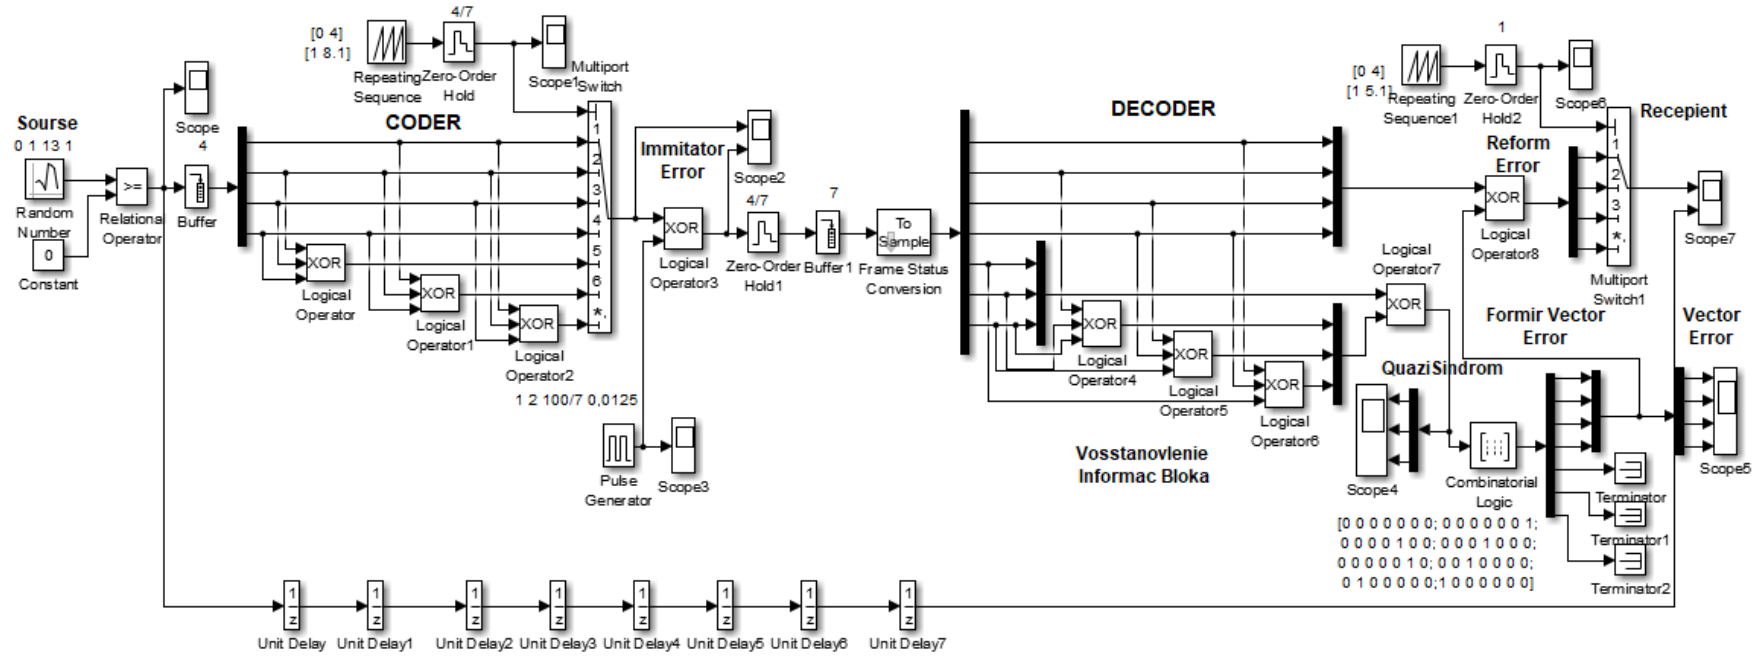 4/7
[0 4]
[1 8.1]
Repeating
Sequence
Zero-Order
Hold
Scope1
Multiport
Switch
Scope
4
Sourse
0 1 13 1
Random
Number
0
Constant
>=
Relational
Operator
Buffer
CODER
1
2
3
4
5
6
*,
XOR
Logical
Operator
XOR
Logical
Operator1
XOR
Logical
Operator2
1 2 100/7 0,0125
Pulse
Generator
Scope3
Immitator
Error
XOR
Logical
Operator3
Scope2
4/7
Zero-Order
Hold1
7
Buffer1
To
Sample
Frame Status
Conversion
DECODER
XOR
Logical
Operator4
XOR
Logical
Operator5
XOR
Logical
Operator6
Vosstanovlenie
Informac Bloka
Logical
Operator7
XOR
1
[0 4]
[1 5.1]
Repeating
Sequence1
Zero-Order
Hold2
Scope6
Recepient
Reform
Error
XOR
Logical
Operator8
1
2
3
*,
Multiport
Switch1
Scope7
Formir Vector
Error
Vector
Error
QuaziSindrom
Scope4
Combinatorial
Logic
Scope5
Terminator
Terminator1
Terminator2
[0 0 0 0 0 0 0; 0 0 0 0 0 0 1;
0 0 0 0 1 0 0; 0 0 0 1 0 0 0;
0 0 0 0 0 1 0; 0 0 1 0 0 0 0;
0 1 0 0 0 0 0;1 0 0 0 0 0 0]
1
z
Unit Delay
1
z
Unit Delay1
1
z
Unit Delay2
1
z
Unit Delay3
1
z
Unit Delay4
1
z
Unit Delay5
1
z
Unit Delay6
1
z
Unit Delay7